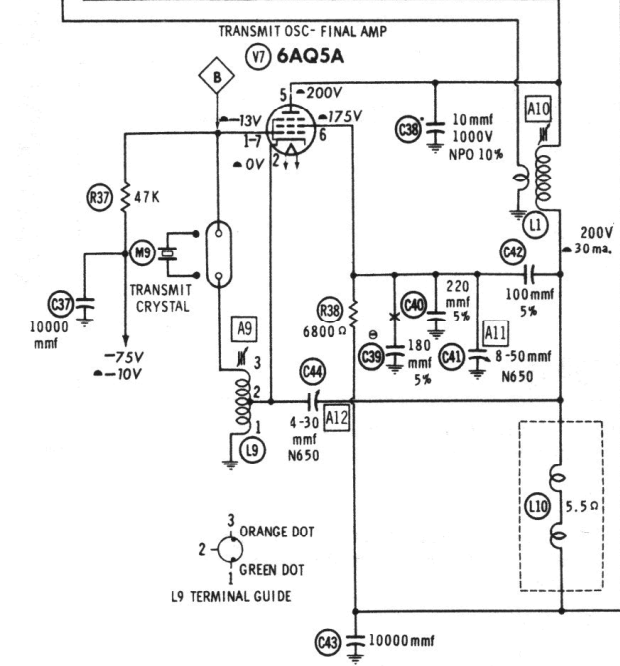 TRANSMIT OSC- FINAL AMP
V7 6AQ5A
B
5
200V
-13V
175V
1-7
6
2
0V
C38
10 mmf
1000V
NPO 10%
A10
L1
R37
47K
M9
TRANSMIT
CRYSTAL
C37
10000
mmf
-75V
-10V
200V
30 ma.
C42
100 mmf
5%
R38
6800 Ω
C40
220
mmf
5%
C39
180
mmf
5%
C41
A11
8-50 mmf
N650
A9
3
2
1
L9
C44
A12
4-30
mmf
N650
L10
5.5 Ω
3
ORANGE DOT
2
GREEN DOT
1
L9 TERMINAL GUIDE
C43
10000 mmf